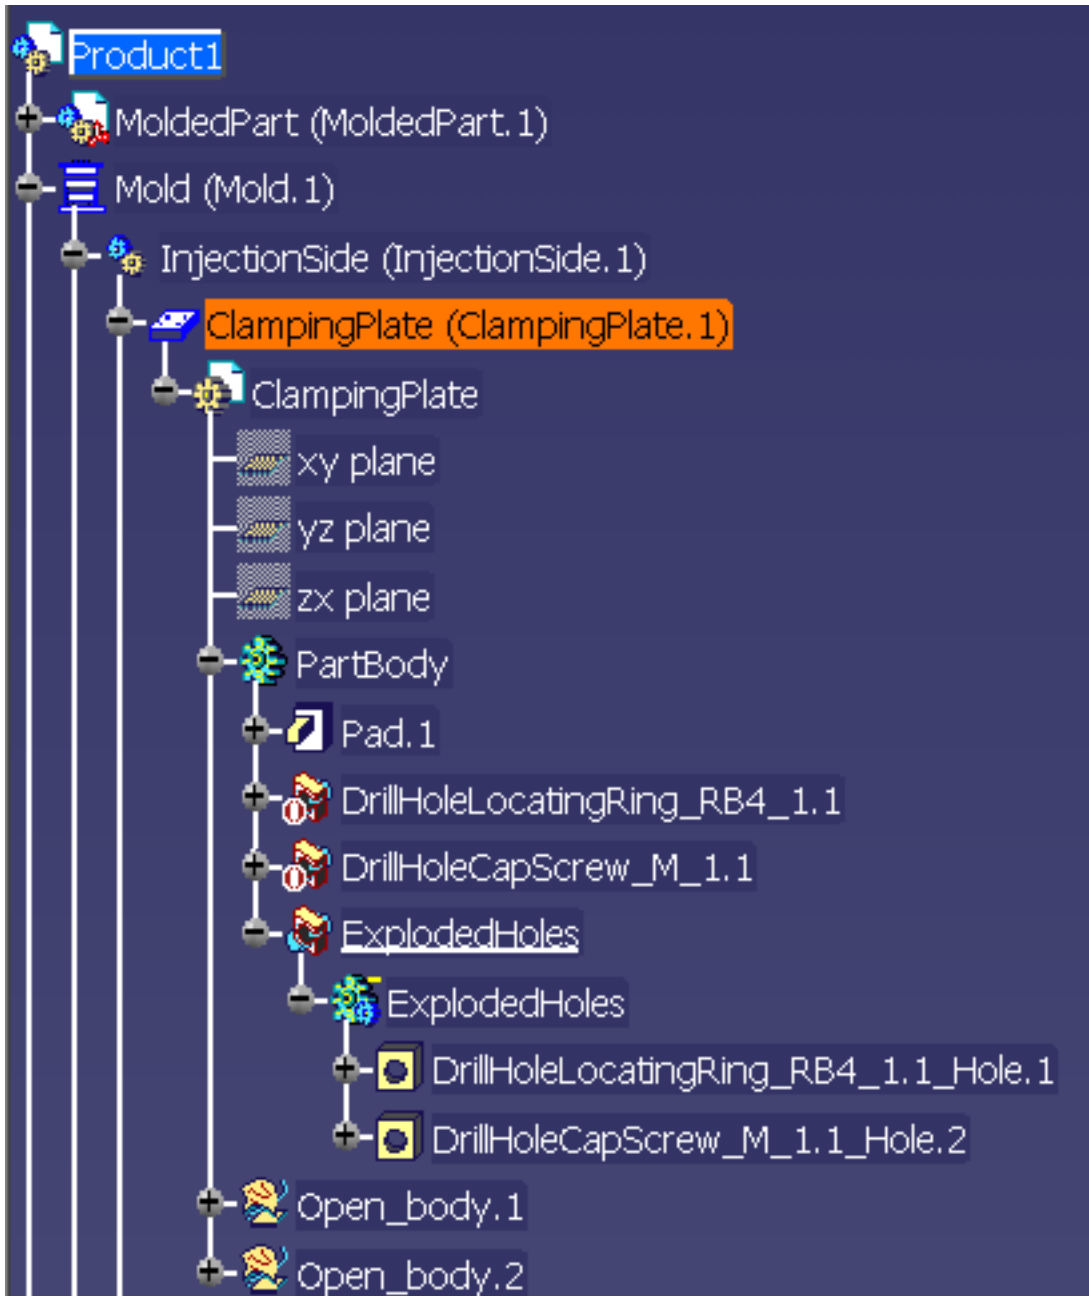 Product1
MoldedPart (MoldedPart.1)
Mold (Mold.1)
InjectionSide (InjectionSide.1)
ClampingPlate (ClampingPlate.1)
ClampingPlate
xy plane
yz plane
zx plane
PartBody
Pad.1
DrillHoleLocatingRing_RB4_1.1
DrillHoleCapScrew_M_1.1
ExplodedHoles
ExplodedHoles
DrillHoleLocatingRing_RB4_1.1_Hole.1
DrillHoleCapScrew_M_1.1_Hole.2
Open_body.1
Open_body.2